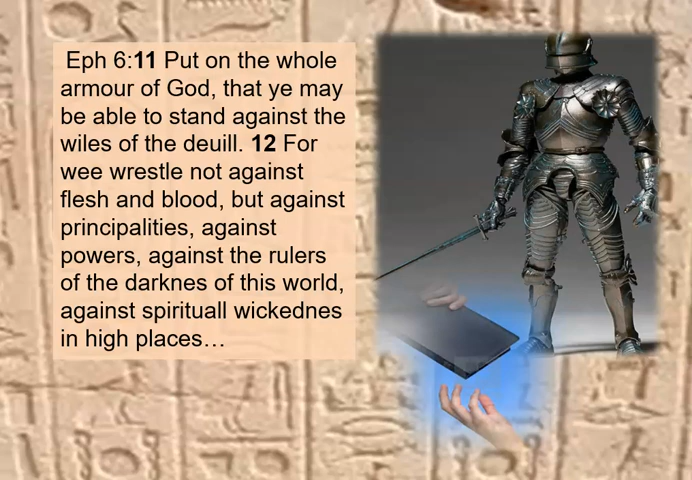 Eph 6:11 Put on the whole
armour of God, that ye may
be able to stand against the
wiles of the deuill. 12 For
wee wrestle not against
flesh and blood, but against
principalities, against
powers, against the rulers
of the darknes of this world,
against spirituall wickednes
in high places…